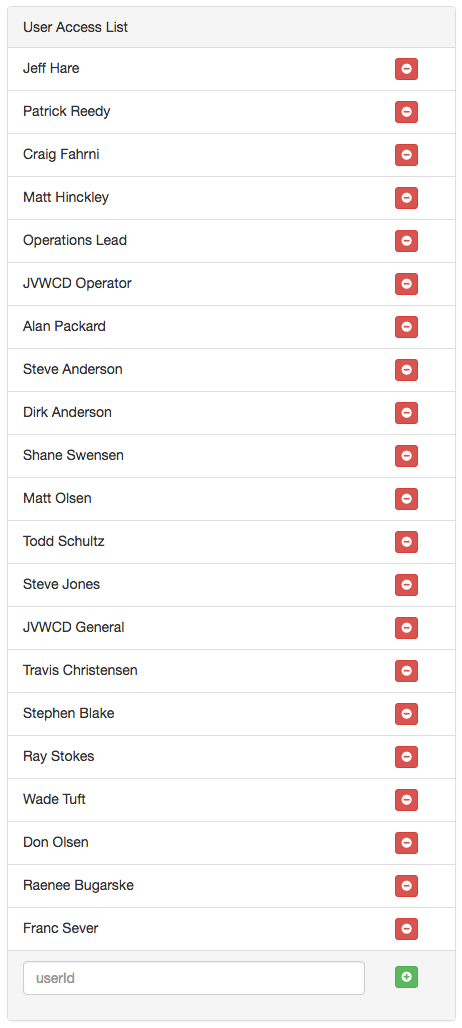 User Access List
Jeff Hare
Patrick Reedy
Craig Fahrni
Matt Hinckley
Operations Lead
JVWCD Operator
Alan Packard
Steve Anderson
Dirk Anderson
Shane Swensen
Matt Olsen
Todd Schultz
Steve Jones
JVWCD General
Travis Christensen
Stephen Blake
Ray Stokes
Wade Tuft
Don Olsen
Raenee Bugarske
Franc Sever
userId